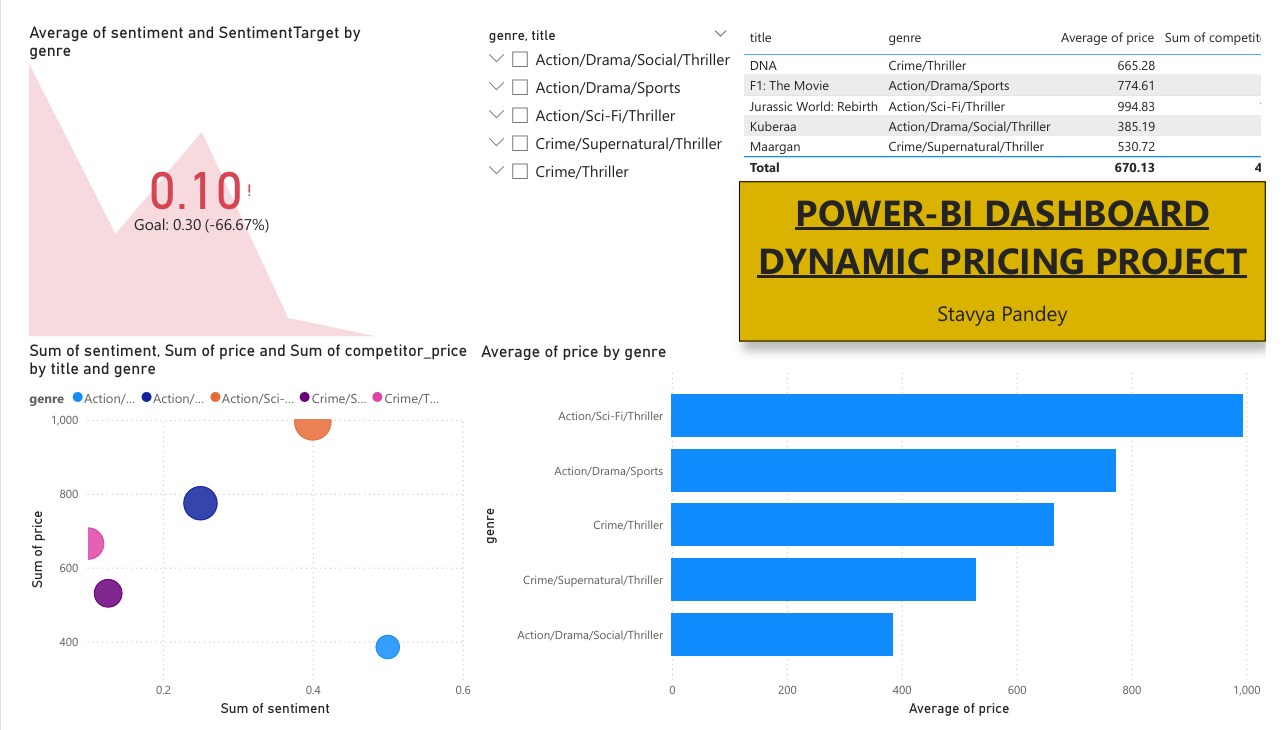 Average of sentiment and SentimentTarget by
genre
0.10!
Goal: 0.30 (-66.67%)
genre, title
Action/Drama/Social/Thriller
Action/Drama/Sports
Action/Sci-Fi/Thriller
Crime/Supernatural/Thriller
Crime/Thriller
title genre Average of price Sum of competit
DNA Crime/Thriller 665.28
F1: The Movie Action/Drama/Sports 774.61
Jurassic World: Rebirth Action/Sci-Fi/Thriller 994.83
Kuberaa Action/Drama/Social/Thriller 385.19
Maargan Crime/Supernatural/Thriller 530.72
Total 670.13 4
POWER-BI DASHBOARD
DYNAMIC PRICING PROJECT
Stavya Pandey
Sum of sentiment, Sum of price and Sum of competitor_price
by title and genre
genre Action/... Action/... Action/Sci-... Crime/S... Crime/T...
1,000
800
600
400
Sum of price
0.2 0.4 0.6
Sum of sentiment
Average of price by genre
genre
Action/Sci-Fi/Thriller
Action/Drama/Sports
Crime/Thriller
Crime/Supernatural/Thriller
Action/Drama/Social/Thriller
0 200 400 600 800 1,000
Average of price